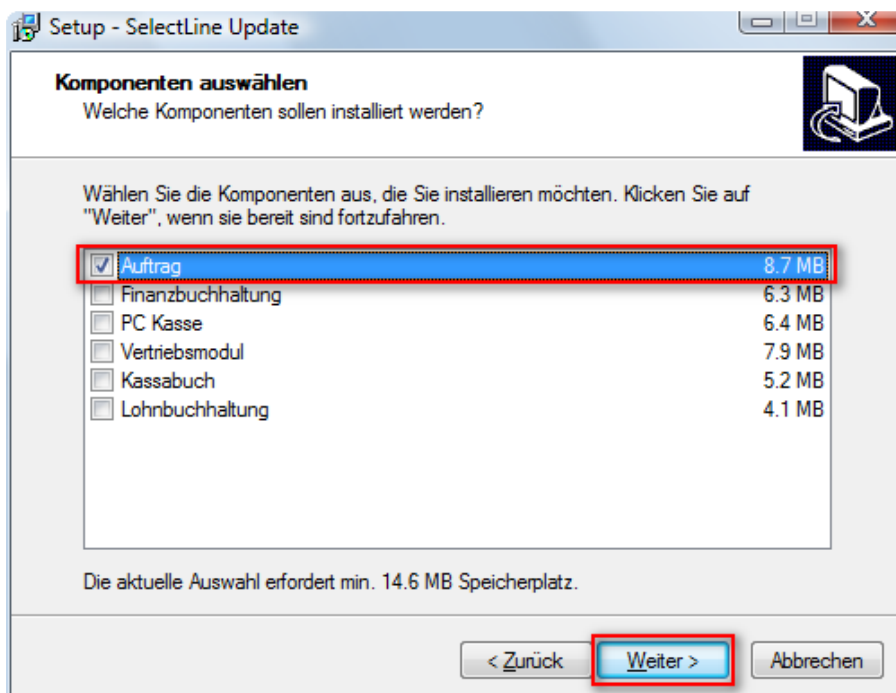 Setup - SelectLine Update
Komponenten auswählen
Welche Komponenten sollen installiert werden?
Wählen Sie die Komponenten aus, die Sie installieren möchten. Klicken Sie auf
"Weiter", wenn sie bereit sind fortzufahren.
Auftrag 8.7 MB
Finanzbuchhaltung 6.3 MB
PC Kasse 6.4 MB
Vertriebsmodul 7.9 MB
Kassabuch 5.2 MB
Lohnbuchhaltung 4.1 MB
Die aktuelle Auswahl erfordert min. 14.6 MB Speicherplatz.
< Zurück Weiter > Abbrechen